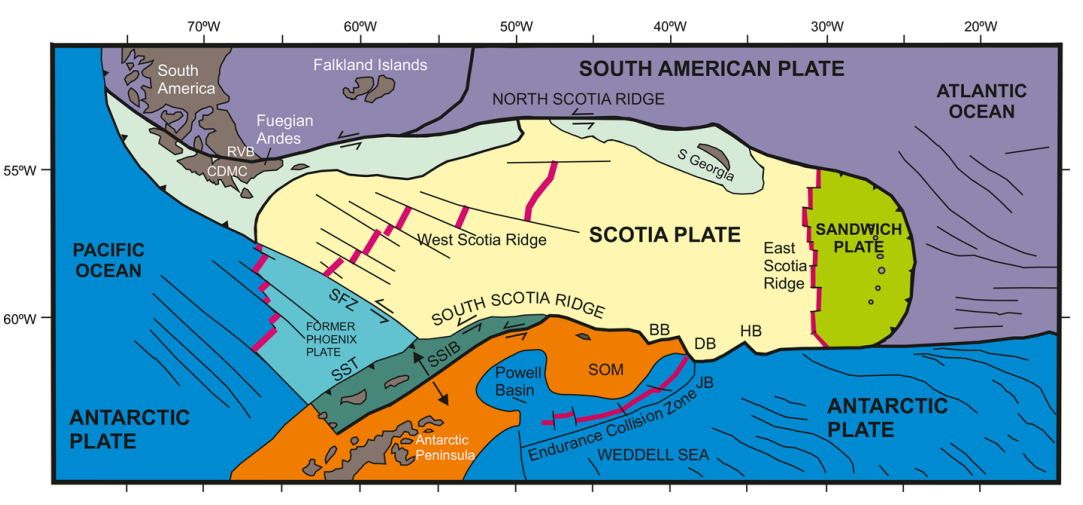 70ºW
60ºW
50ºW
40ºW
30ºW
20ºW
55ºW
60ºW
South
America
Falkland Islands
SOUTH AMERICAN PLATE
ATLANTIC
OCEAN
NORTH SCOTIA RIDGE
Fuegian
Andes
RVB
CDMC
S Georgia
PACIFIC
OCEAN
West Scotia Ridge
SCOTIA PLATE
East
Scotia
Ridge
SANDWICH
PLATE
SFZ
SOUTH SCOTIA RIDGE
FORMER
PHOENIX
PLATE
BB
DB
HB
SST
SSIB
Powell
Basin
SOM
JB
ANTARCTIC
PLATE
Antarctic
Peninsula
Endurance Collision Zone
WEDDELL SEA
ANTARCTIC
PLATE